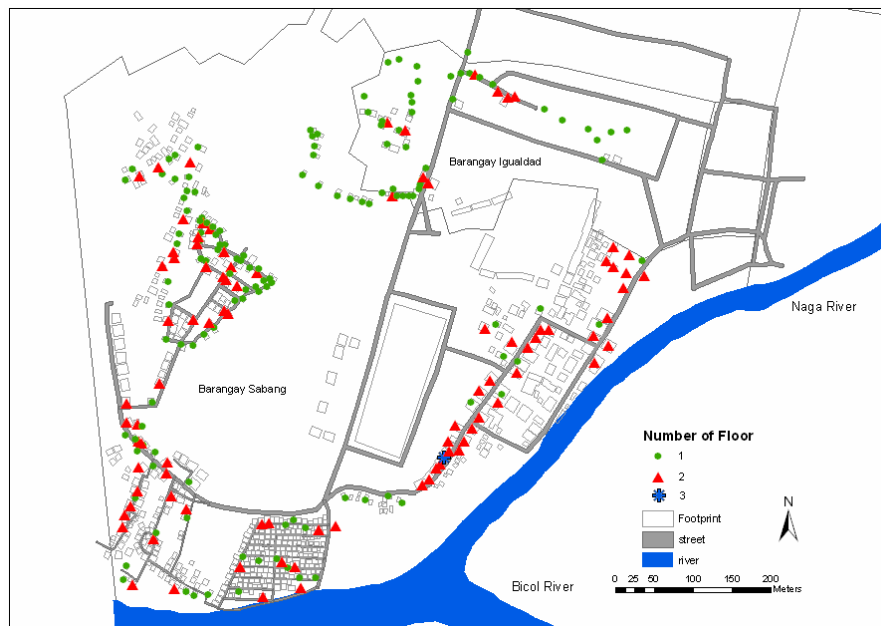 Barangay Igualdad
Naga River
Barangay Sabang
Number of Floor
1
2
3
Footprint
street
river
N
Bicol River
0 25 50 100 150 200
Meters